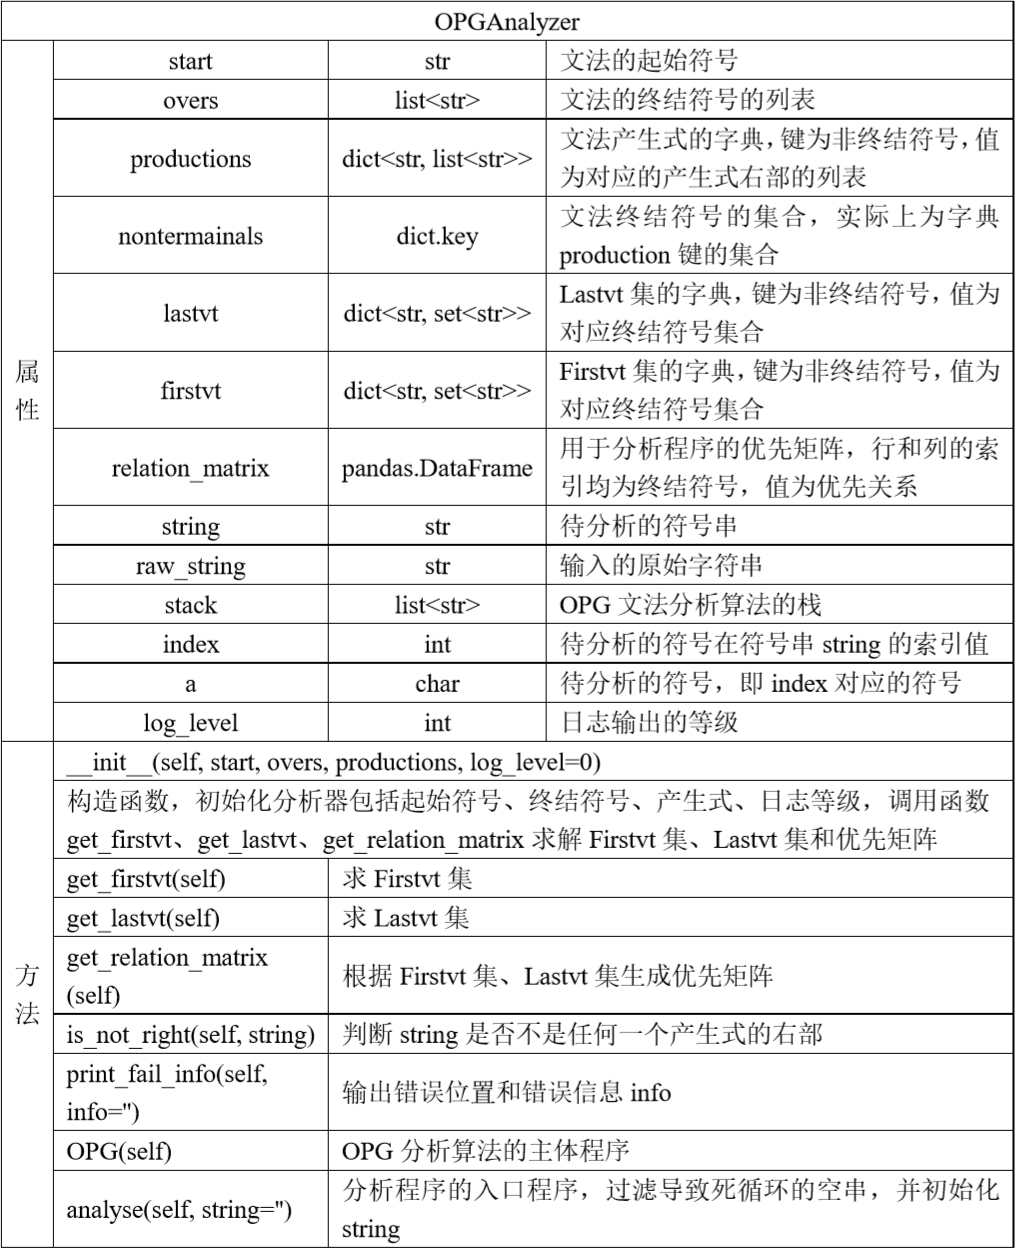 OPGAnalyzer
属
性
start str 文法的起始符号
overs list<str> 文法的终结符号的列表
productions dict<str, list<str>> 文法产生式的字典，键为非终结符号，值
为对应的产生式右部的列表
nontermainals dict.key 文法终结符号的集合，实际上为字典
production 键的集合
lastvt dict<str, set<str>> Lastvt 集的字典，键为非终结符号，值为
对应终结符号集合
firstvt dict<str, set<str>> Firstvt 集的字典，键为非终结符号，值为
对应终结符号集合
relation_matrix pandas.DataFrame 用于分析程序的优先矩阵，行和列的索
引均为终结符号，值为优先关系
string str 待分析的符号串
raw_string str 输入的原始字符串
stack list<str> OPG 文法分析算法的栈
index int 待分析的符号在符号串 string 的索引值
a char 待分析的符号，即 index 对应的符号
log_level int 日志输出的等级
方
法
__init__(self, start, overs, productions, log_level=0)
构造函数，初始化分析器包括起始符号、终结符号、产生式、日志等级，调用函数
get_firstvt、get_lastvt、get_relation_matrix 求解 Firstvt 集、Lastvt 集和优先矩阵
get_firstvt(self) 求 Firstvt 集
get_lastvt(self) 求 Lastvt 集
get_relation_matrix
(self) 根据 Firstvt 集、Lastvt 集生成优先矩阵
is_not_right(self, string) 判断 string 是否不是任何一个产生式的右部
print_fail_info(self,
info='') 输出错误位置和错误信息 info
OPG(self) OPG 分析算法的主体程序
analyse(self, string='') 分析程序的入口程序，过滤导致死循环的空串，并初始化
string